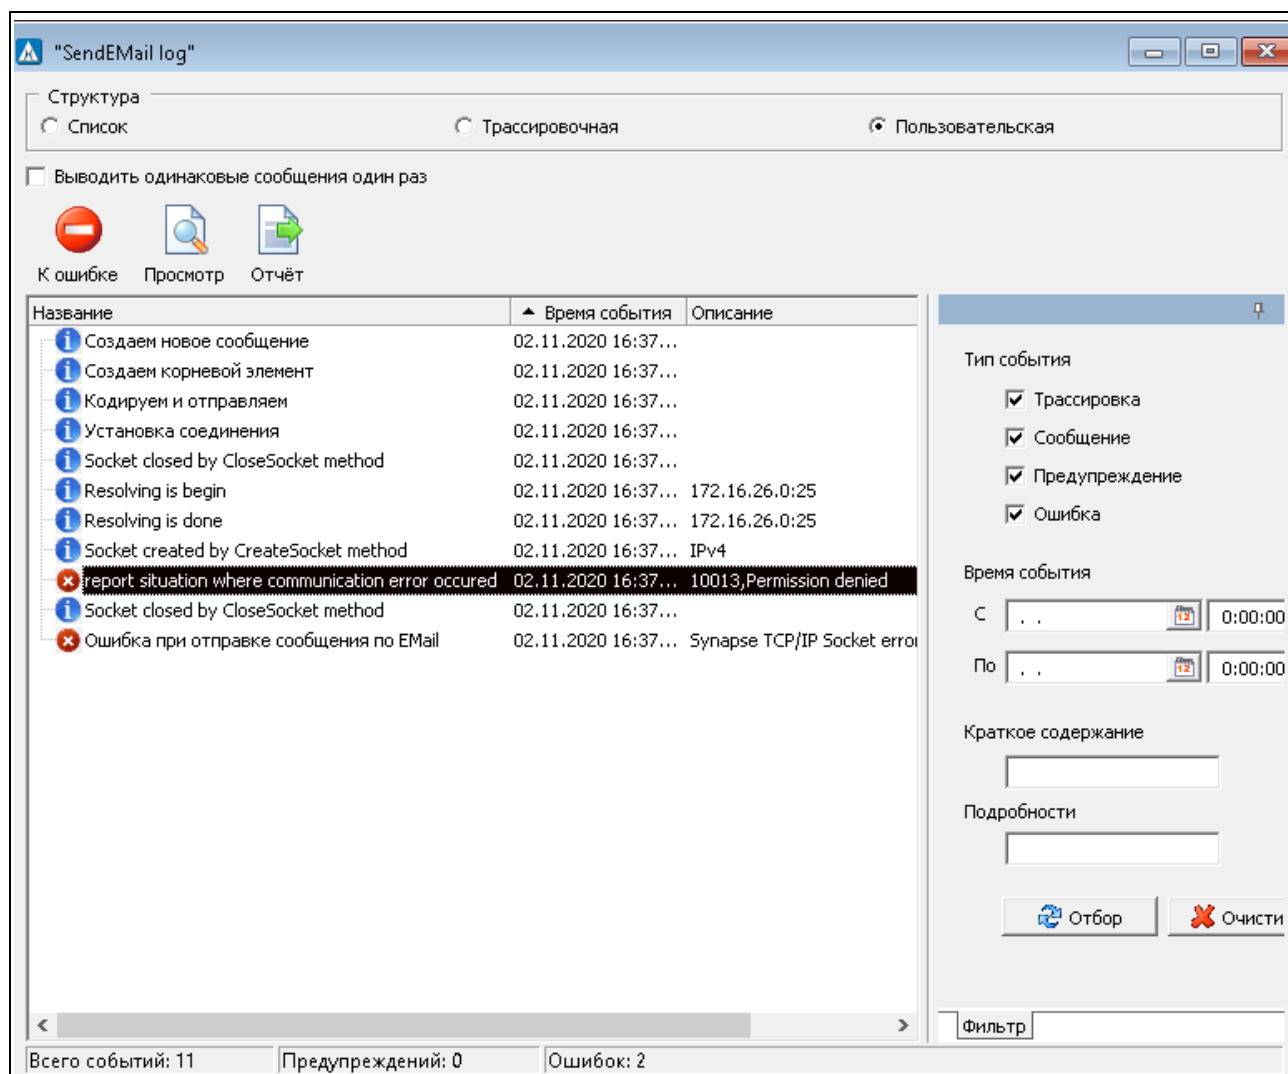 "SendEMail log"
Структура
Список Трассировочная Пользовательская
Выводить одинаковые сообщения один раз
К ошибке Просмотр Отчёт
Название Время события Описание
Создаем новое сообщение 02.11.2020 16:37...
Создаем корневой элемент 02.11.2020 16:37...
Кодируем и отправляем 02.11.2020 16:37...
Установка соединения 02.11.2020 16:37...
Socket closed by CloseSocket method 02.11.2020 16:37...
Resolving is begin 02.11.2020 16:37... 172.16.26.0:25
Resolving is done 02.11.2020 16:37... 172.16.26.0:25
Socket created by CreateSocket method 02.11.2020 16:37... IPv4
report situation where communication error occured 02.11.2020 16:37... 10013,Permission denied
Socket closed by CloseSocket method 02.11.2020 16:37...
Ошибка при отправке сообщения по EMail 02.11.2020 16:37... Synapse TCP/IP Socket error
Тип события
Трассировка
Сообщение
Предупреждение
Ошибка
Время события
С . . 12 0:00:00
По . . 12 0:00:00
Краткое содержание
Подробности
Отбор Очисти
Фильтр
Всего событий: 11 Предупреждений: 0 Ошибок: 2